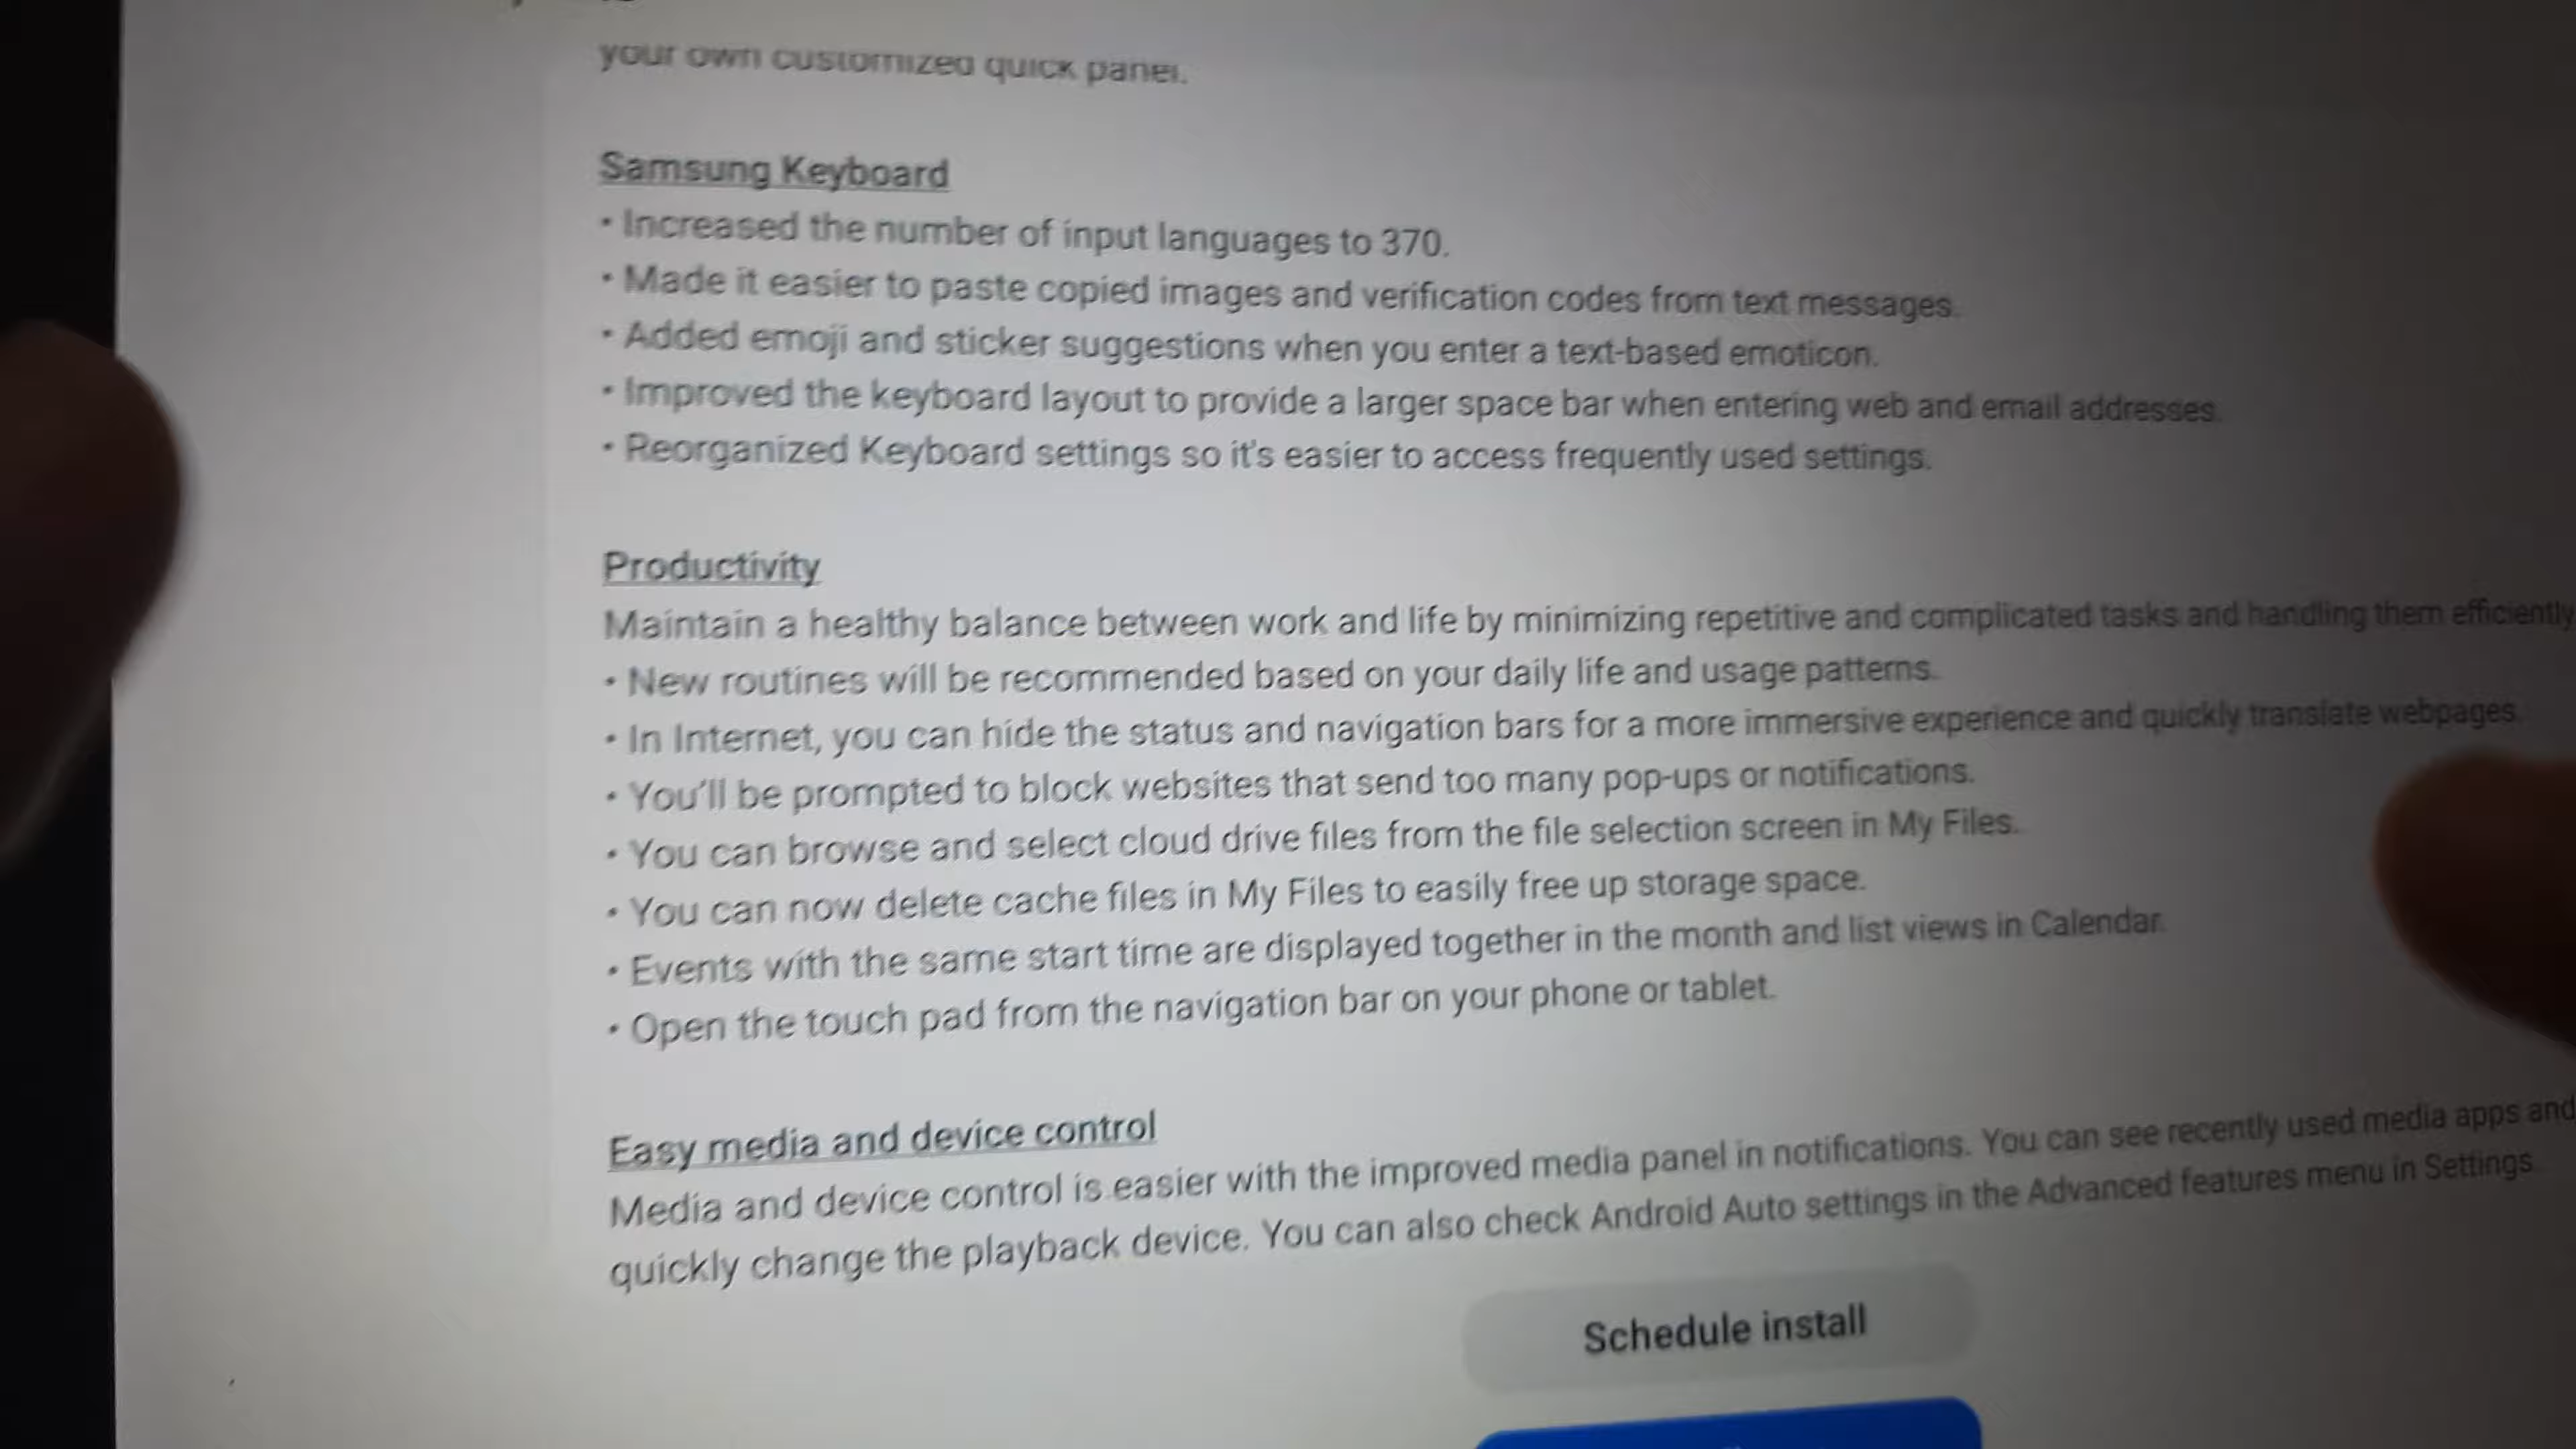 your own customized quick panel.
Samsung Keyboard
• Increased the number of input languages to 370.
• Made it easier to paste copied images and verification codes from text messages.
• Added emoji and sticker suggestions when you enter a text-based emoticon.
• Improved the keyboard layout to provide a larger space bar when entering web and email addresses.
• Reorganized Keyboard settings so it's easier to access frequently used settings.
Productivity
Maintain a healthy balance between work and life by minimizing repetitive and complicated tasks and handling them efficiently
• New routines will be recommended based on your daily life and usage patterns.
• In Internet, you can hide the status and navigation bars for a more immersive experience and quickly translate webpages.
• You'll be prompted to block websites that send too many pop-ups or notifications.
• You can browse and select cloud drive files from the file selection screen in My Files.
• You can now delete cache files in My Files to easily free up storage space.
• Events with the same start time are displayed together in the month and list views in Calendar.
• Open the touch pad from the navigation bar on your phone or tablet.
Easy media and device control
Media and device control is easier with the improved media panel in notifications. You can see recently used media apps and
quickly change the playback device. You can also check Android Auto settings in the Advanced features menu in Settings.
Schedule install